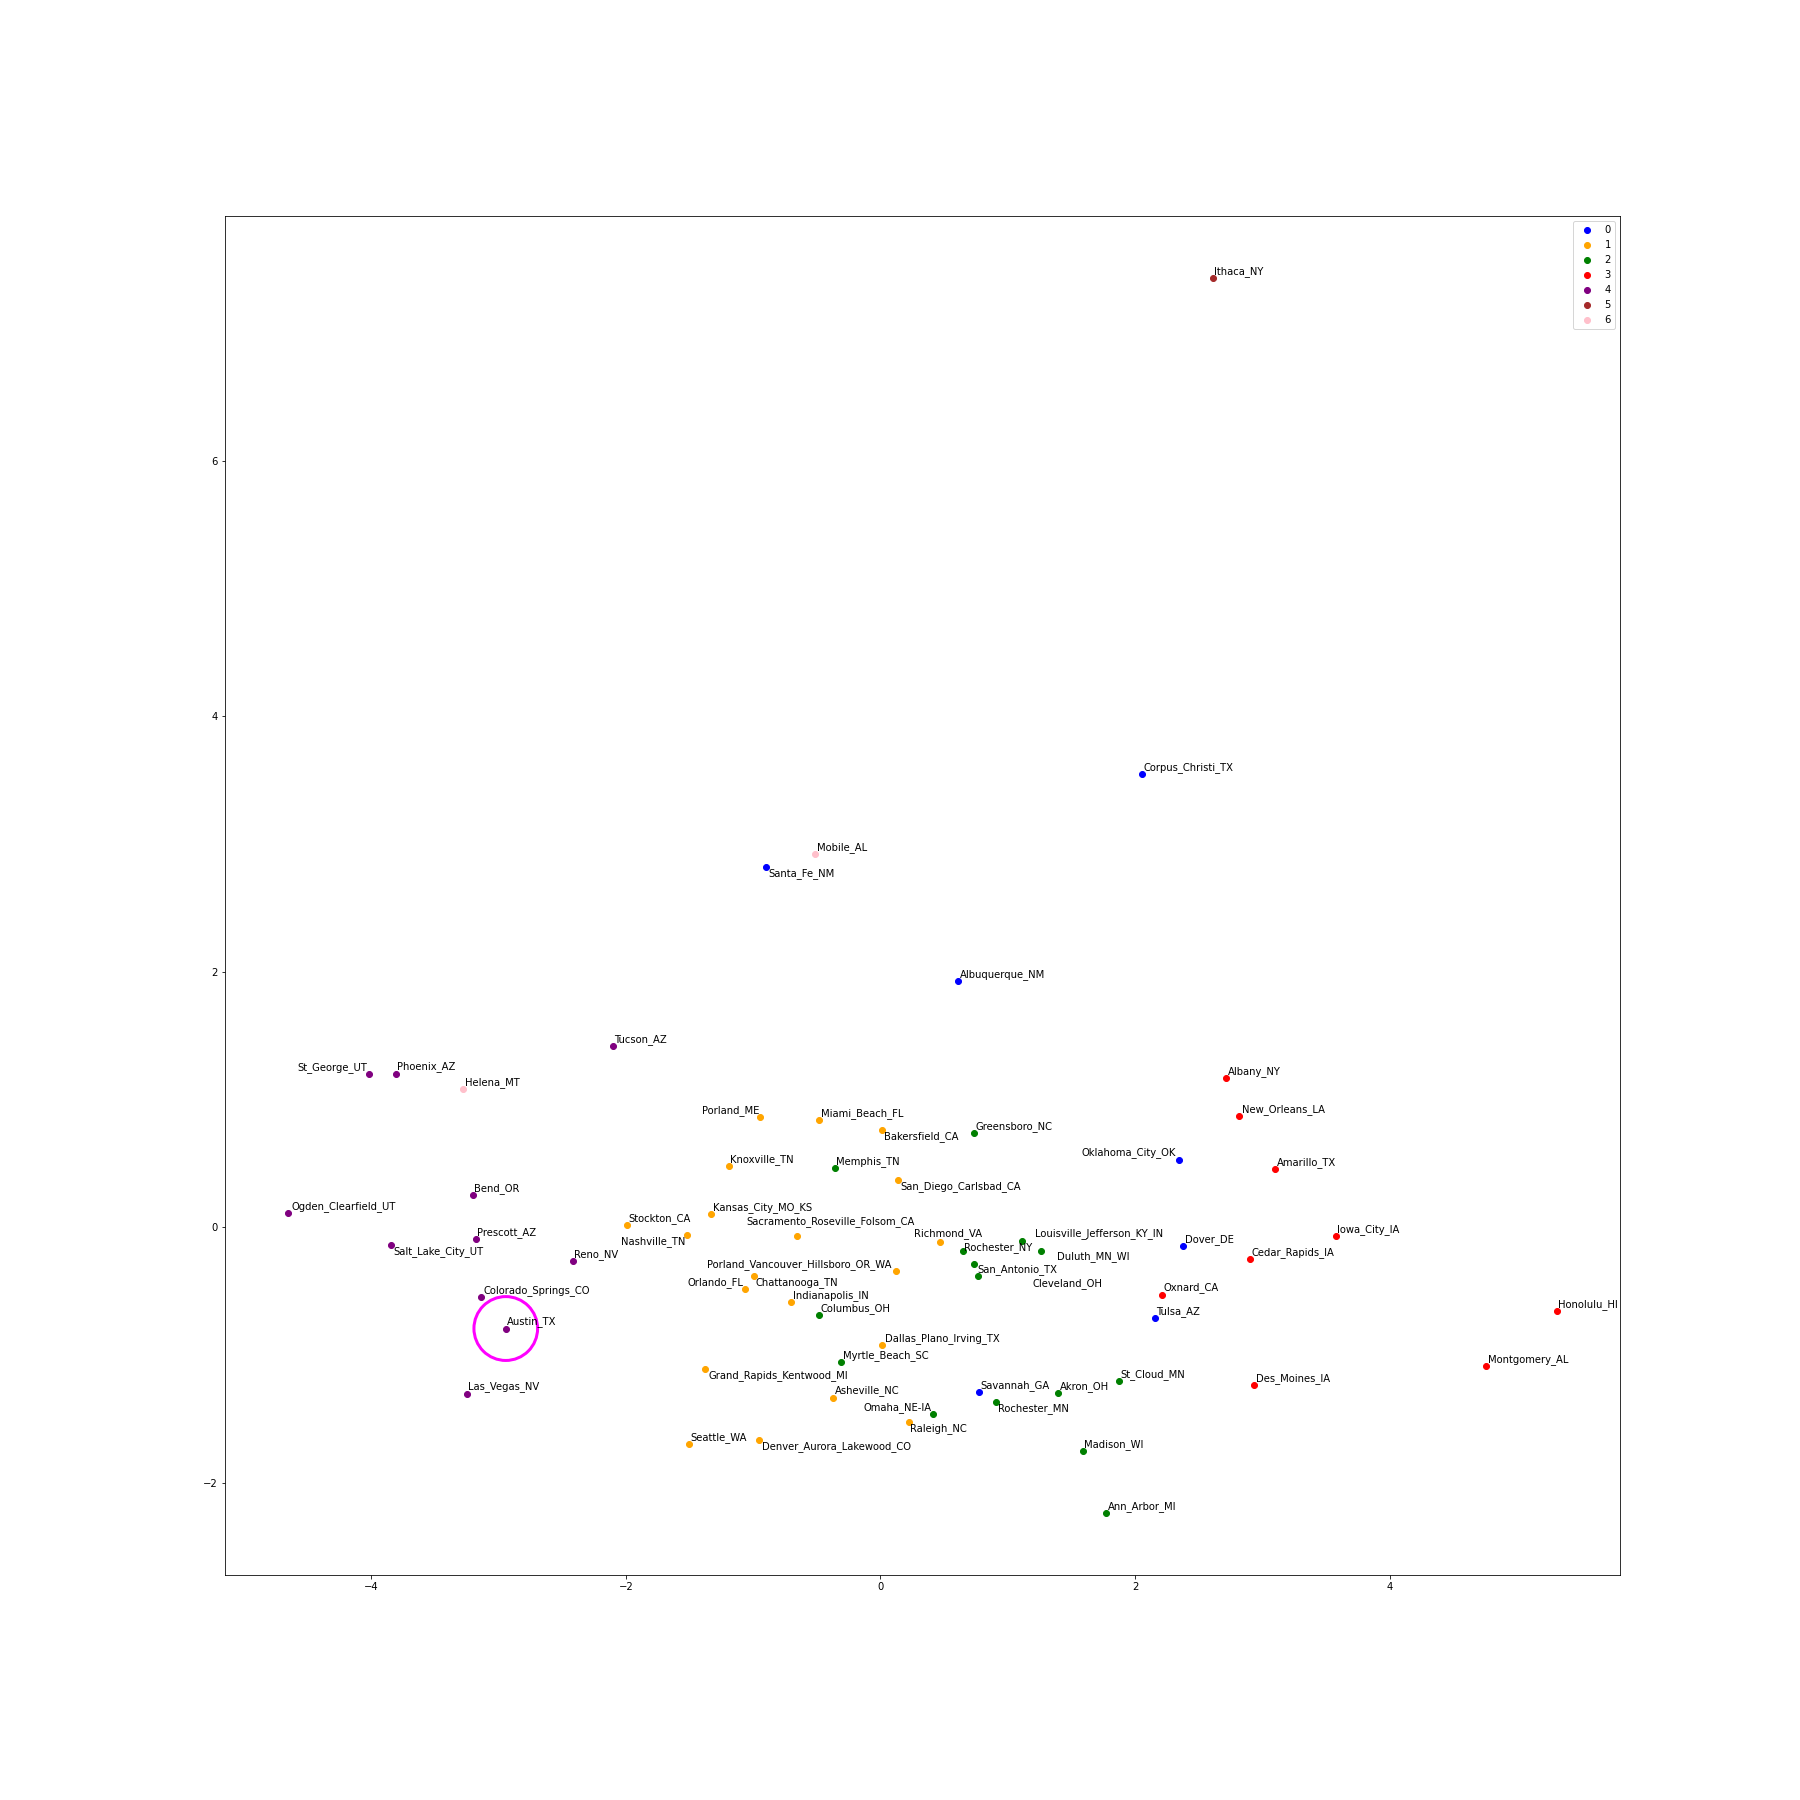 0
1
2
3
4
5
6
Ithaca_NY
6
4
Corpus_Christi_TX
Mobile_AL
Santa_Fe_NM
2
Albuquerque_NM
Tucson_AZ
St_George_UT
Phoenix_AZ
Helena_MT
Albany_NY
Porland_ME
Miami_Beach_FL
New_Orleans_LA
Bakersfield_CA
Greensboro_NC
Oklahoma_City_OK
Knoxville_TN
Memphis_TN
Amarillo_TX
San_Diego_Carlsbad_CA
Bend_OR
Ogden_Clearfield_UT
Kansas_City_MO_KS
Stockton_CA
Sacramento_Roseville_Folsom_CA
0
Prescott_AZ
Nashville_TN
Richmond_VA
Louisville_Jefferson_KY_IN
Dover_DE
Iowa_City_IA
Salt_Lake_City_UT
Reno_NV
Rochester_NY
Duluth_MN_WI
Cedar_Rapids_IA
Porland_Vancouver_Hillsboro_OR_WA
San_Antonio_TX
Orlando_FL
Chattanooga_TN
Cleveland_OH
Colorado_Springs_CO
Indianapolis_IN
Oxnard_CA
Columbus_OH
Tulsa_AZ
Honolulu_HI
Austin_TX
Dallas_Plano_Irving_TX
Myrtle_Beach_SC
Montgomery_AL
Grand_Rapids_Kentwood_MI
St_Cloud_MN
Des_Moines_IA
Las_Vegas_NV
Asheville_NC
Savannah_GA
Akron_OH
Omaha_NE-IA
Rochester_MN
Raleigh_NC
Seattle_WA
Denver_Aurora_Lakewood_CO
Madison_WI
−2
Ann_Arbor_MI
−4
−2
0
2
4